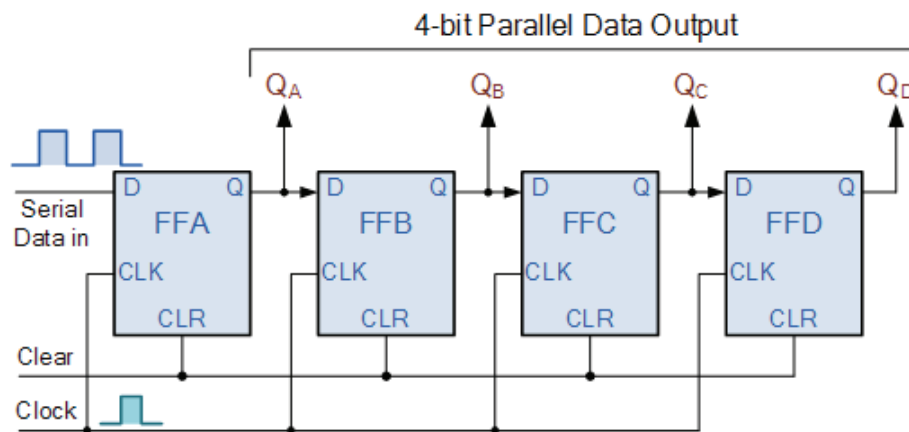 4-bit Parallel Data Output
QA QB QC QD
D Q D Q D Q D Q
Serial
Data in
FFA FFB FFC FFD
CLK CLK CLK CLK
CLR CLR CLR CLR
Clear
Clock